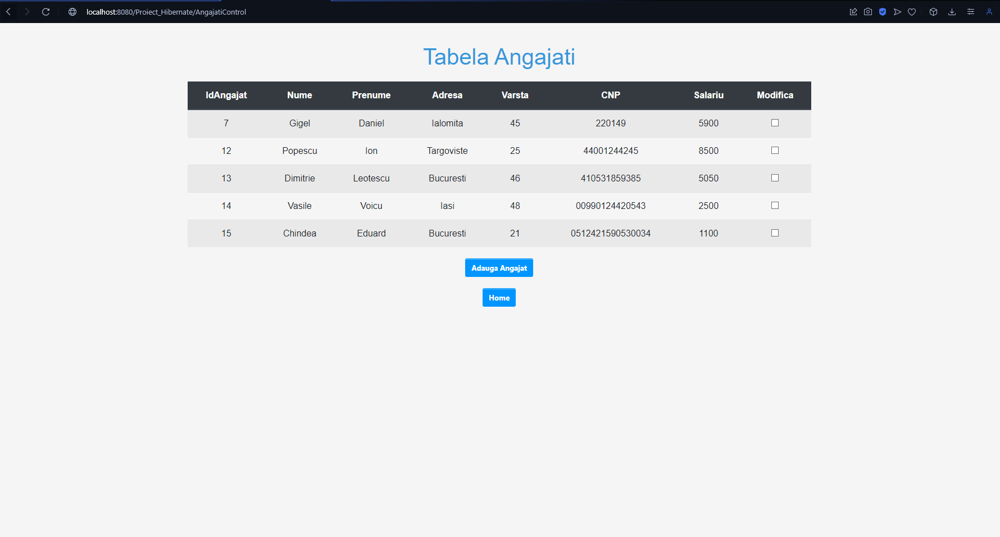 localhost:8080/Proiect_Hibernate/AngajatiControl
Tabela Angajati
IdAngajat Nume Prenume Adresa Varsta CNP Salariu Modifica
7 Gigel Daniel Ialomita 45 220149 5900
12 Popescu Ion Targoviste 25 44001244245 8500
13 Dimitrie Leotescu Bucuresti 46 410531859385 5050
14 Vasile Voicu Iasi 48 00990124420543 2500
15 Chindea Eduard Bucuresti 21 0512421590530034 1100
Adauga Angajat
Home